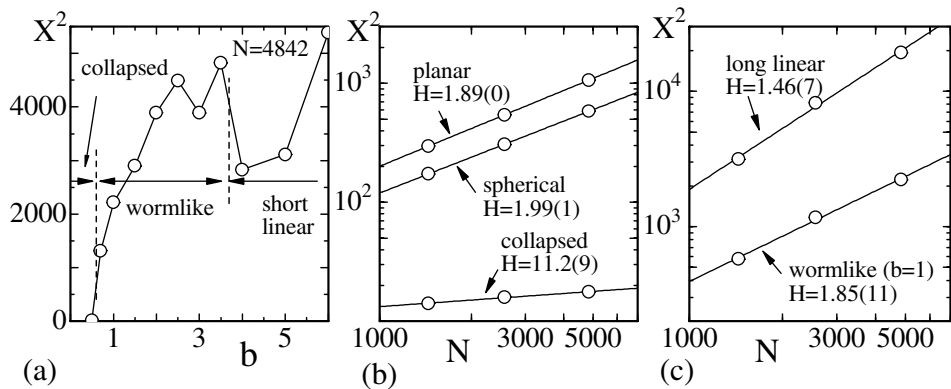 X²
N=4842
collapsed
4000
2000
0
wormlike
short
linear
1
3
5
b
(a)
X²
10³
10²
planar
H=1.89(0)
spherical
H=1.99(1)
collapsed
H=11.2(9)
1000
3000
5000
N
(b)
X²
10⁴
10³
long linear
H=1.46(7)
wormlike (b=1)
H=1.85(11)
1000
3000
5000
N
(c)